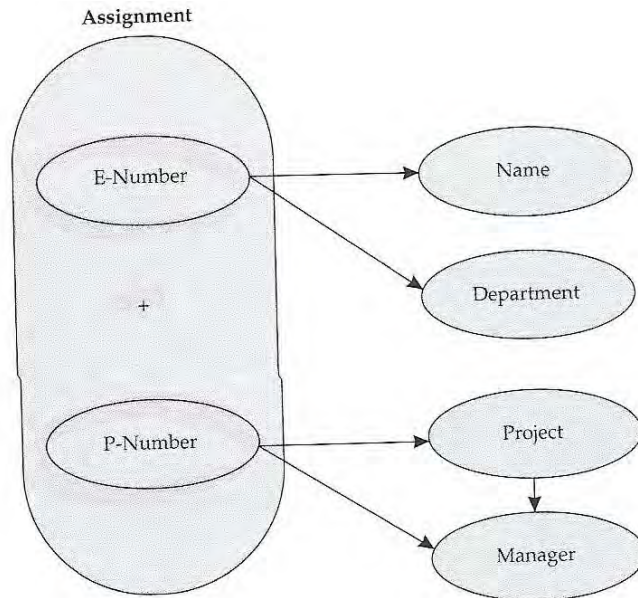 Assignment
E-Number
Name
Department
+
P-Number
Project
Manager